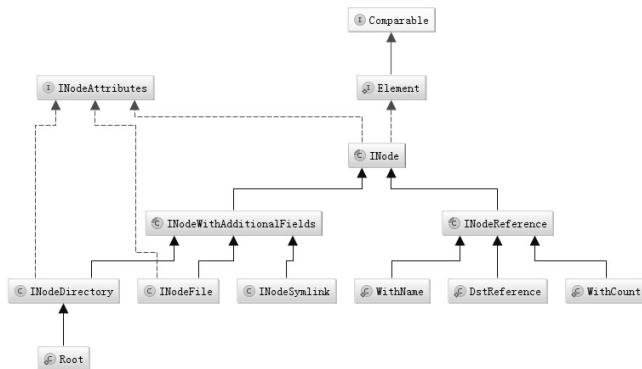 I Comparable
I INodeAttributes
I Element
C INode
C INodeWithAdditionalFields
C INodeReference
C INodeDirectory
C INodeFile
C INodeSymlink
C WithName
C DstReference
C WithCount
C Root